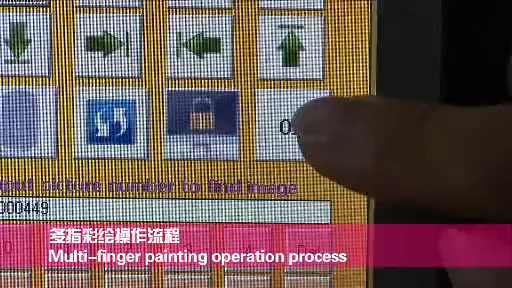 input picture number to find image
000449
多指彩绘操作流程
Multi-finger painting operation process